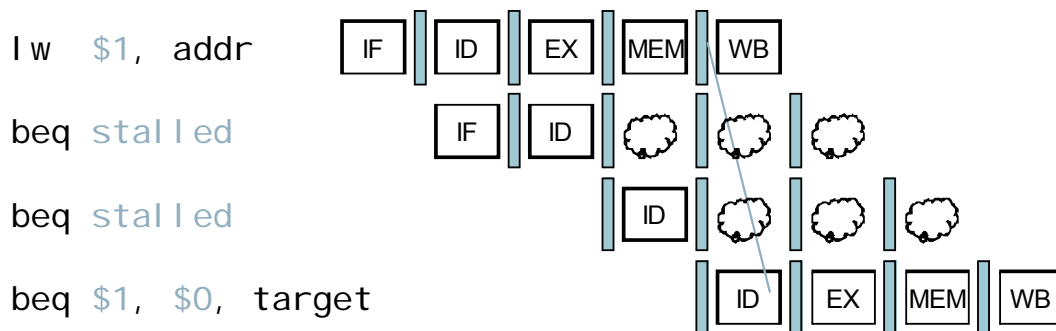 lw $1, addr IF ID EX MEM WB
beq stalled IF ID
beq stalled ID
beq $1, $0, target ID EX MEM WB